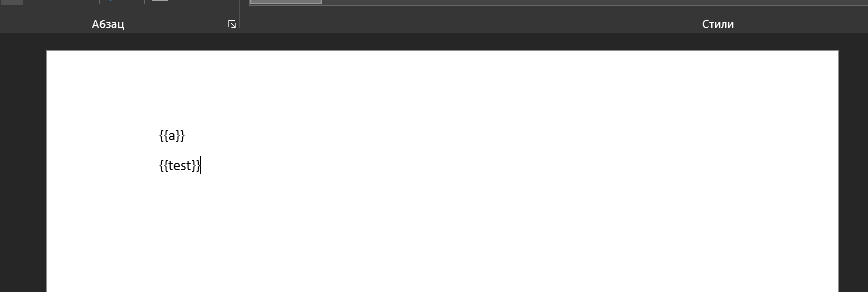 Абзац
Стили
{{a}}
{{test}}